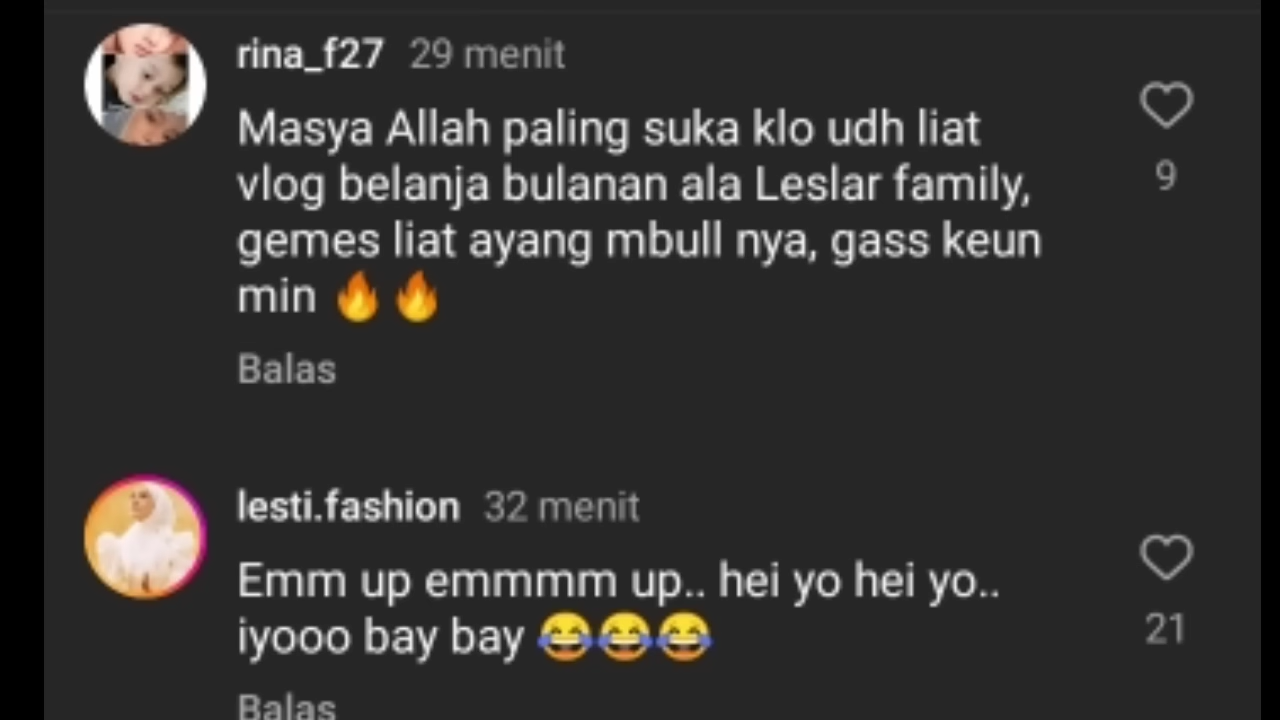 rina_f27 29 menit
Masya Allah paling suka klo udh liat
vlog belanja bulanan ala Leslar family,
gemes liat ayang mbull nya, gass keun
min 🔥🔥
9
Balas
lesti.fashion 32 menit
Emm up emmmm up.. hei yo hei yo..
iyooo bay bay 😂😂😂
21
Balas